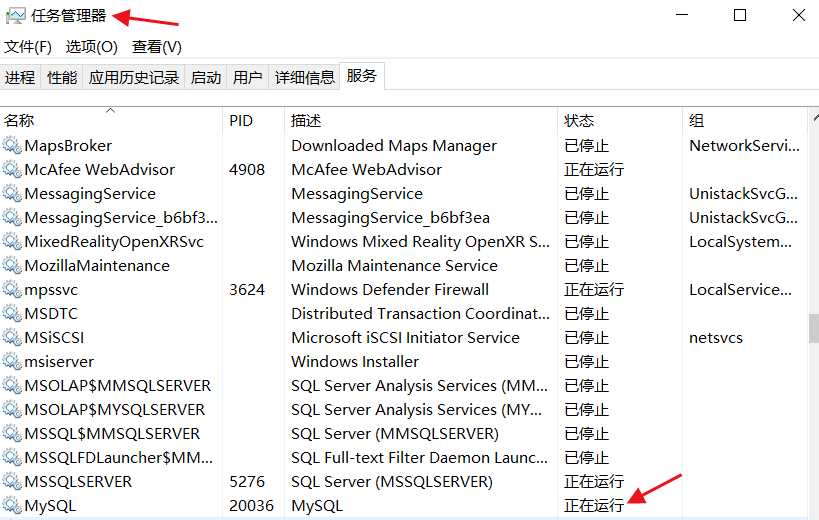 任务管理器
文件(F) 选项(O) 查看(V)
进程 性能 应用历史记录 启动 用户 详细信息 服务
名称 PID 描述 状态 组
MapsBroker Downloaded Maps Manager 已停止 NetworkServi...
McAfee WebAdvisor 4908 McAfee WebAdvisor 正在运行
MessagingService MessagingService 已停止 UnistackSvcG...
MessagingService_b6bf3... MessagingService_b6bf3ea 已停止 UnistackSvcG...
MixedRealityOpenXRSvc Windows Mixed Reality OpenXR S... 已停止 LocalSystem...
MozillaMaintenance Mozilla Maintenance Service 已停止
mpssvc 3624 Windows Defender Firewall 正在运行 LocalService...
MSDTC Distributed Transaction Coordinat... 已停止
MSiSCSI Microsoft iSCSI Initiator Service 已停止 netsvcs
msiserver Windows Installer 已停止
MSOLAP$MMSQLSERVER SQL Server Analysis Services (MM... 已停止
MSOLAP$MYSQLSERVER SQL Server Analysis Services (MY... 已停止
MSSQL$MMSQLSERVER SQL Server (MMSQLSERVER) 已停止
MSSQLFDLauncher$MM... SQL Full-text Filter Daemon Launc... 已停止
MSSQLSERVER 5276 SQL Server (MSSQLSERVER) 正在运行
MySQL 20036 MySQL 正在运行